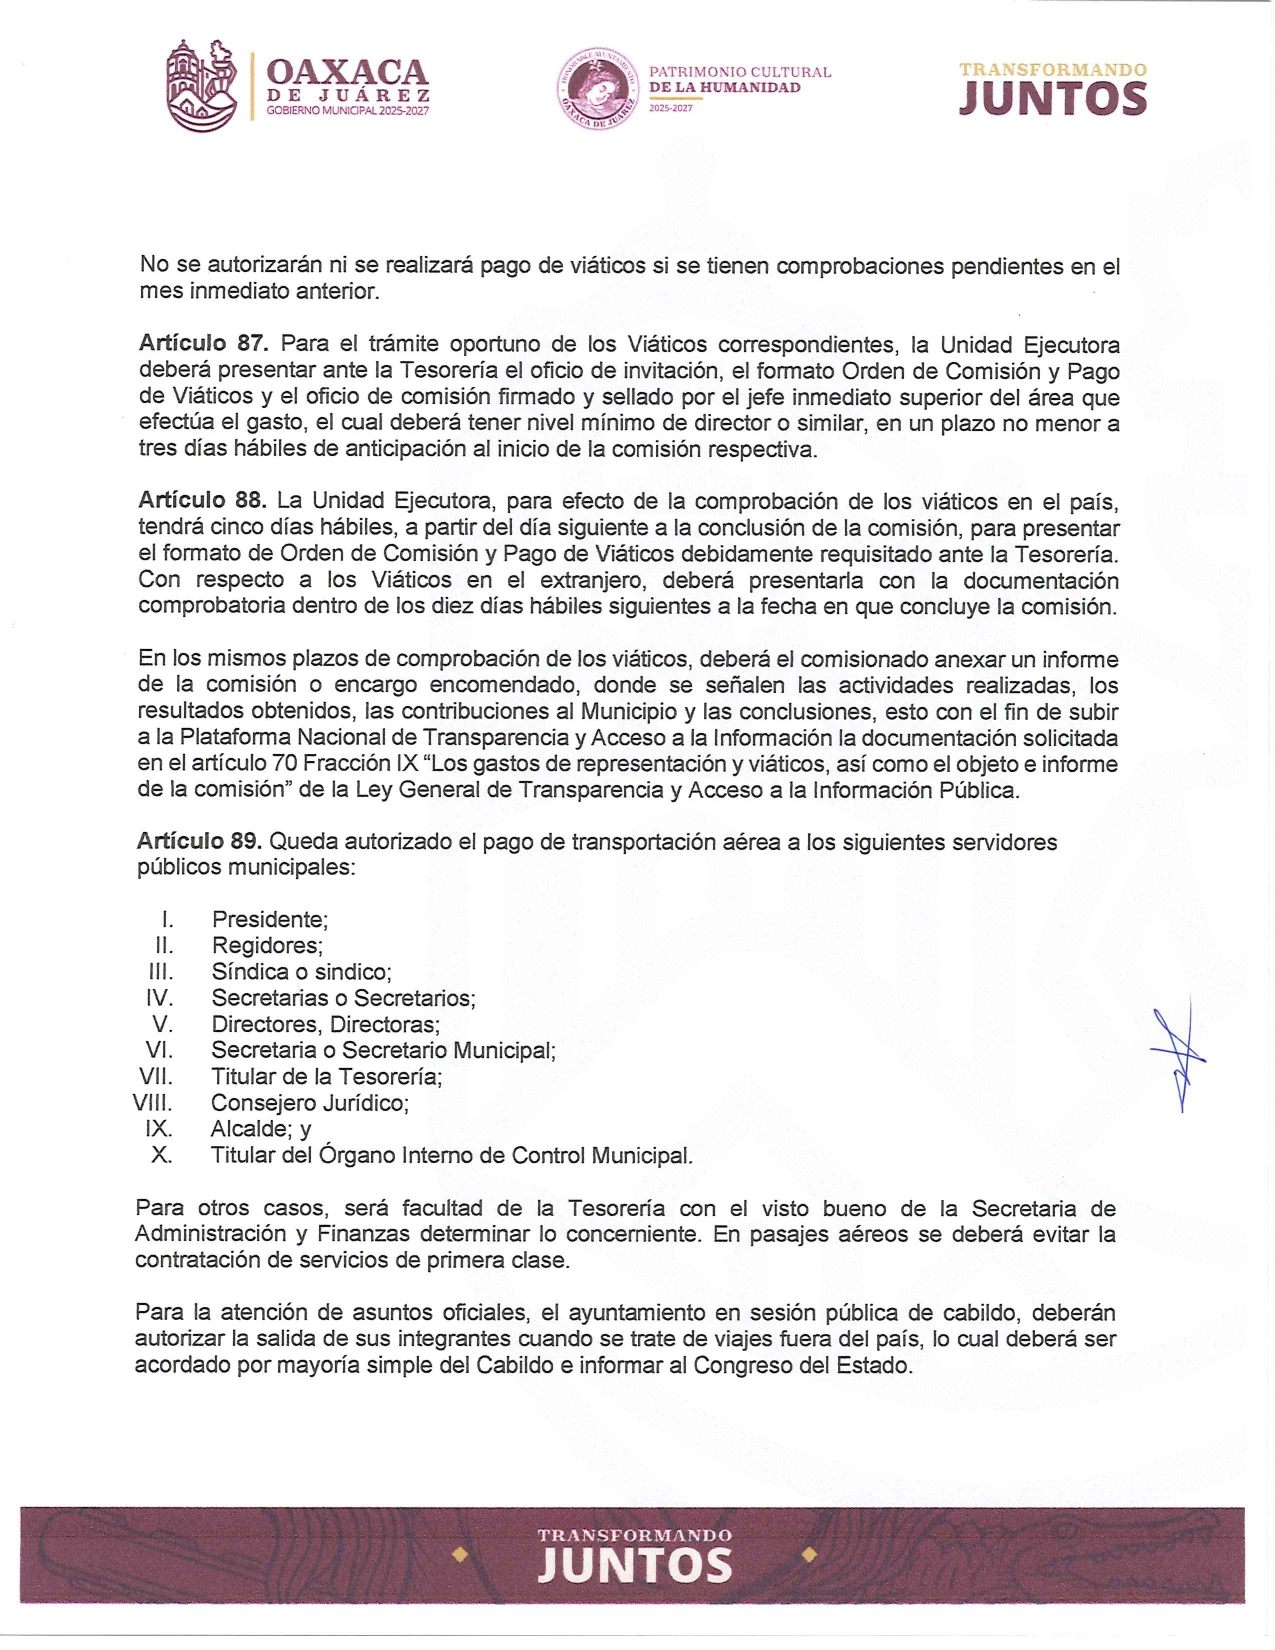 OAXACA
DE JUÁREZ
GOBIERNO MUNICIPAL 2025-2027
HONORABLE AYUNTAMIENTO
OAXACA DE JUÁREZ
PATRIMONIO CULTURAL
DE LA HUMANIDAD
2025-2027
TRANSFORMANDO
JUNTOS
No se autorizarán ni se realizará pago de viáticos si se tienen comprobaciones pendientes en el
mes inmediato anterior.
Artículo 87. Para el trámite oportuno de los Viáticos correspondientes, la Unidad Ejecutora
deberá presentar ante la Tesorería el oficio de invitación, el formato Orden de Comisión y Pago
de Viáticos y el oficio de comisión firmado y sellado por el jefe inmediato superior del área que
efectúa el gasto, el cual deberá tener nivel mínimo de director o similar, en un plazo no menor a
tres días hábiles de anticipación al inicio de la comisión respectiva.
Artículo 88. La Unidad Ejecutora, para efecto de la comprobación de los viáticos en el país,
tendrá cinco días hábiles, a partir del día siguiente a la conclusión de la comisión, para presentar
el formato de Orden de Comisión y Pago de Viáticos debidamente requisitado ante la Tesorería.
Con respecto a los Viáticos en el extranjero, deberá presentarla con la documentación
comprobatoria dentro de los diez días hábiles siguientes a la fecha en que concluye la comisión.
En los mismos plazos de comprobación de los viáticos, deberá el comisionado anexar un informe
de la comisión o encargo encomendado, donde se señalen las actividades realizadas, los
resultados obtenidos, las contribuciones al Municipio y las conclusiones, esto con el fin de subir
a la Plataforma Nacional de Transparencia y Acceso a la Información la documentación solicitada
en el artículo 70 Fracción IX “Los gastos de representación y viáticos, así como el objeto e informe
de la comisión” de la Ley General de Transparencia y Acceso a la Información Pública.
Artículo 89. Queda autorizado el pago de transportación aérea a los siguientes servidores
públicos municipales:
I. Presidente;
II. Regidores;
III. Síndica o sindico;
IV. Secretarias o Secretarios;
V. Directores, Directoras;
VI. Secretaria o Secretario Municipal;
VII. Titular de la Tesorería;
VIII. Consejero Jurídico;
IX. Alcalde; y
X. Titular del Órgano Interno de Control Municipal.
Para otros casos, será facultad de la Tesorería con el visto bueno de la Secretaria de
Administración y Finanzas determinar lo concerniente. En pasajes aéreos se deberá evitar la
contratación de servicios de primera clase.
Para la atención de asuntos oficiales, el ayuntamiento en sesión pública de cabildo, deberán
autorizar la salida de sus integrantes cuando se trate de viajes fuera del país, lo cual deberá ser
acordado por mayoría simple del Cabildo e informar al Congreso del Estado.
TRANSFORMANDO
JUNTOS